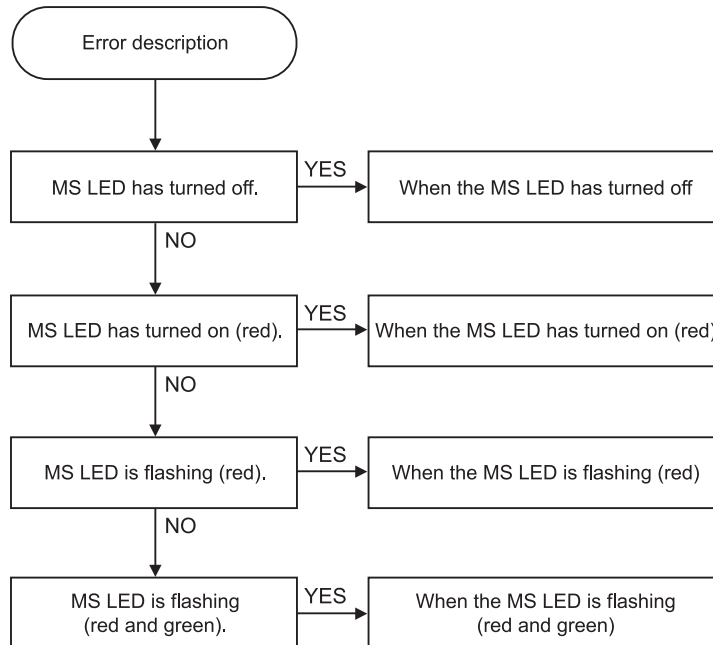 Error description
MS LED has turned off.
YES
When the MS LED has turned off
NO
MS LED has turned on (red).
YES
When the MS LED has turned on (red)
NO
MS LED is flashing (red).
YES
When the MS LED is flashing (red)
NO
MS LED is flashing
(red and green).
YES
When the MS LED is flashing
(red and green)